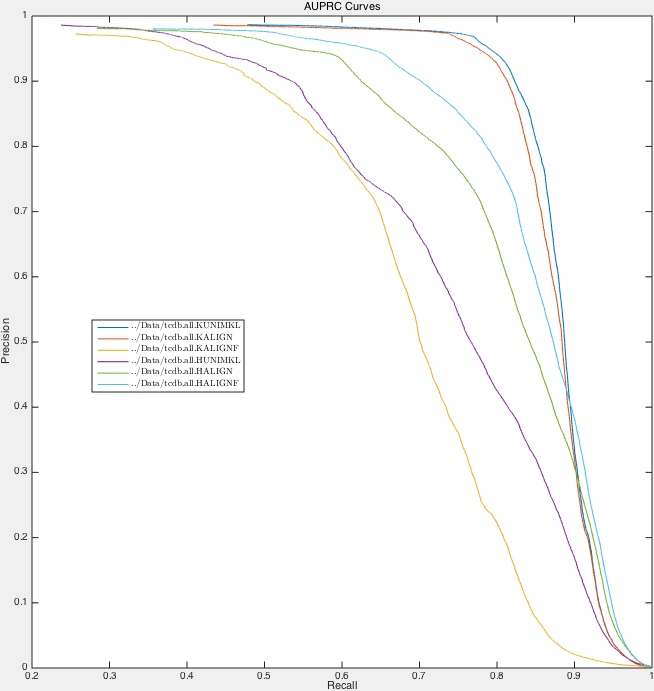 AUPRC Curves
1
0.9
0.8
0.7
0.6
0.5
0.4
0.3
0.2
0.1
0
Precision
../Data/tcdb.all.KUNIMKL
../Data/tcdb.all.KALIGN
../Data/tcdb.all.KALIGNF
../Data/tcdb.all.HUNIMKL
../Data/tcdb.all.HALIGN
../Data/tcdb.all.HALIGNF
0.2 0.3 0.4 0.5 0.6 0.7 0.8 0.9 1
Recall